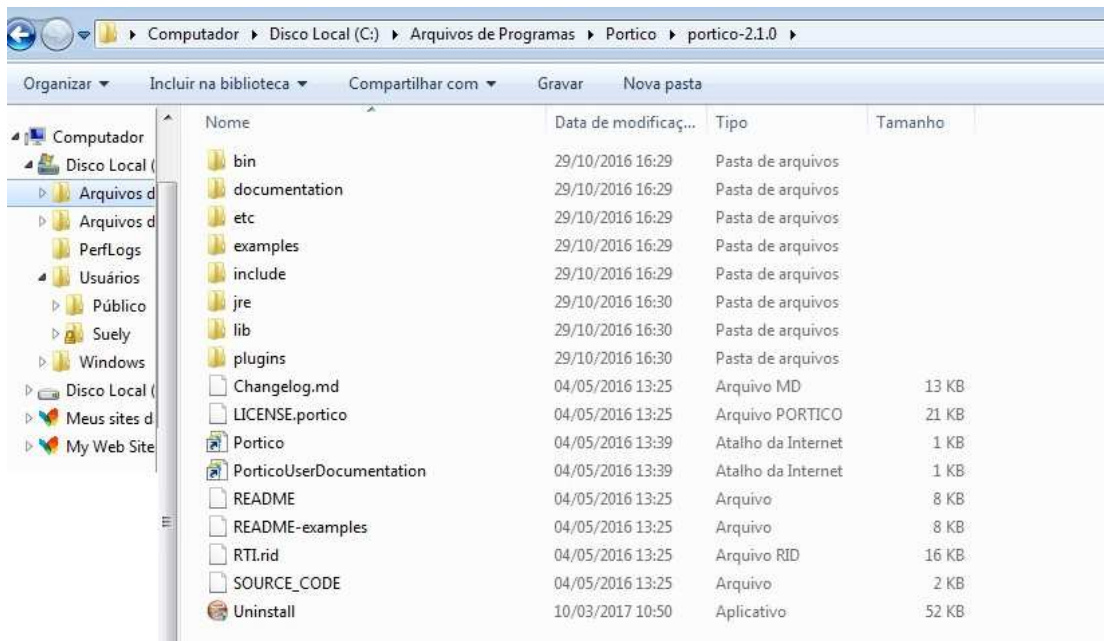 Computador ▸ Disco Local (C:) ▸ Arquivos de Programas ▸ Portico ▸ portico-2.1.0 ▸
Organizar Incluir na biblioteca Compartilhar com Gravar Nova pasta
Computador
Disco Local (
Arquivos d
Arquivos d
PerfLogs
Usuários
Público
Suely
Windows
Disco Local (
Meus sites d
My Web Site
Nome Data de modificaç... Tipo Tamanho
bin 29/10/2016 16:29 Pasta de arquivos
documentation 29/10/2016 16:29 Pasta de arquivos
etc 29/10/2016 16:29 Pasta de arquivos
examples 29/10/2016 16:29 Pasta de arquivos
include 29/10/2016 16:29 Pasta de arquivos
jre 29/10/2016 16:30 Pasta de arquivos
lib 29/10/2016 16:30 Pasta de arquivos
plugins 29/10/2016 16:30 Pasta de arquivos
Changelog.md 04/05/2016 13:25 Arquivo MD 13 KB
LICENSE.portico 04/05/2016 13:25 Arquivo PORTICO 21 KB
Portico 04/05/2016 13:39 Atalho da Internet 1 KB
PorticoUserDocumentation 04/05/2016 13:39 Atalho da Internet 1 KB
README 04/05/2016 13:25 Arquivo 8 KB
README-examples 04/05/2016 13:25 Arquivo 8 KB
RTI.rid 04/05/2016 13:25 Arquivo RID 16 KB
SOURCE_CODE 04/05/2016 13:25 Arquivo 2 KB
Uninstall 10/03/2017 10:50 Aplicativo 52 KB